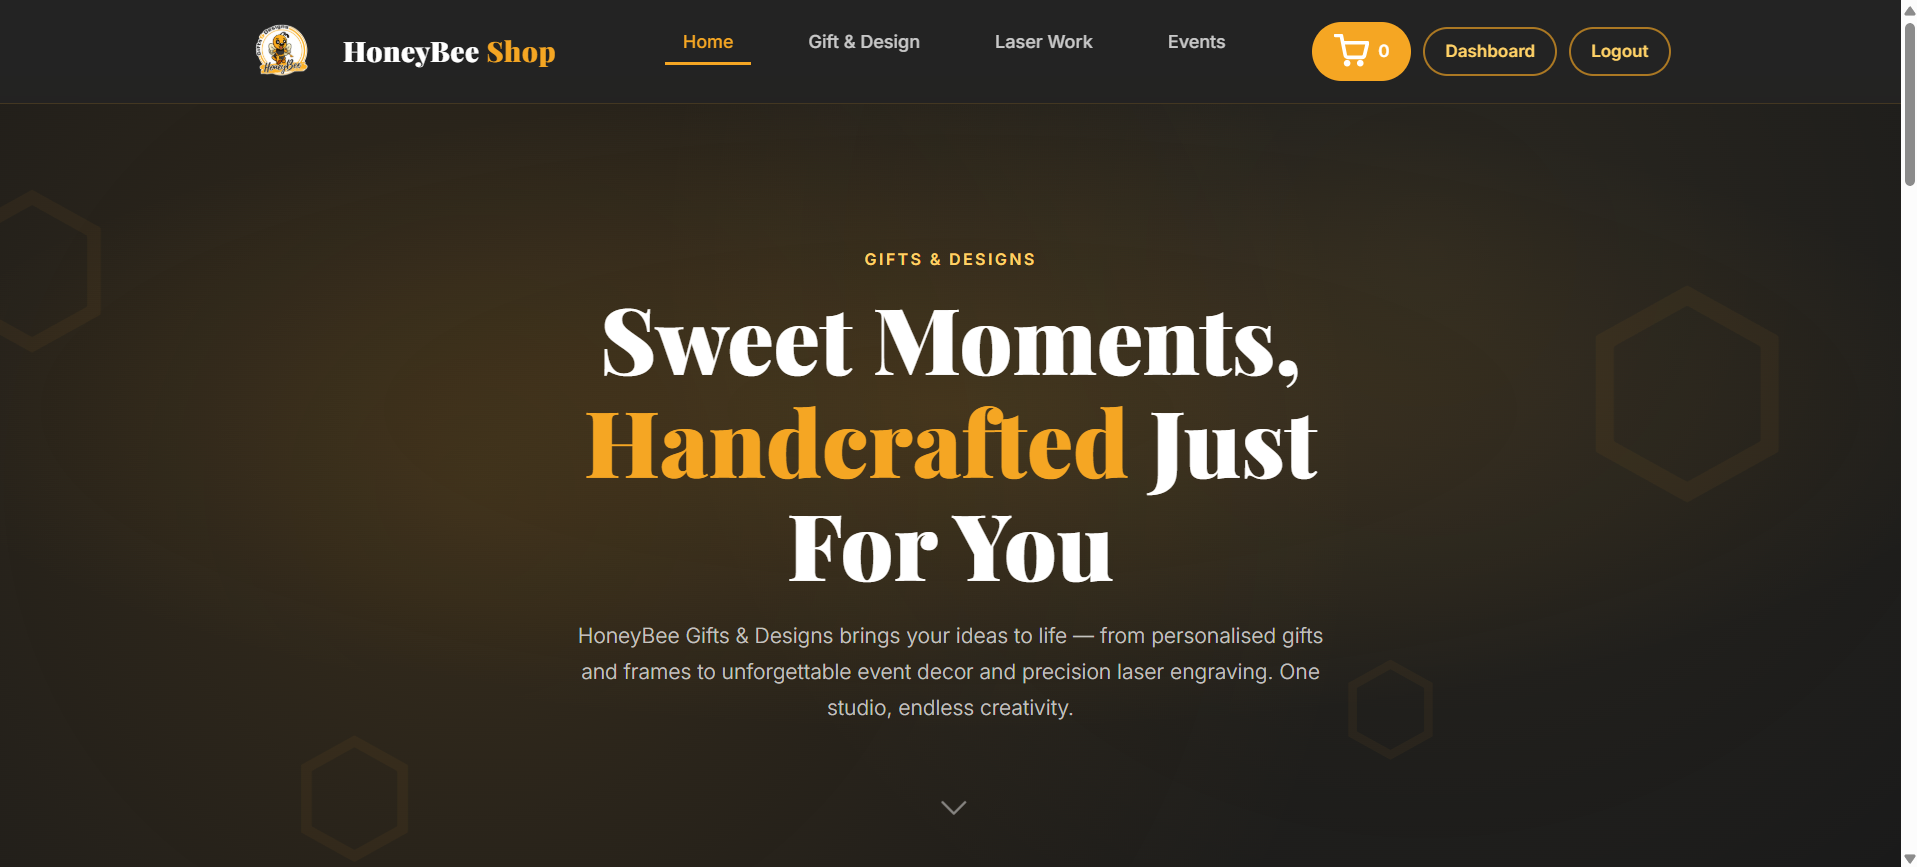 HoneyBee Shop
Home
Gift & Design
Laser Work
Events
0
Dashboard
Logout
GIFTS & DESIGNS
Sweet Moments,
Handcrafted Just
For You
HoneyBee Gifts & Designs brings your ideas to life — from personalised gifts
and frames to unforgettable event decor and precision laser engraving. One
studio, endless creativity.